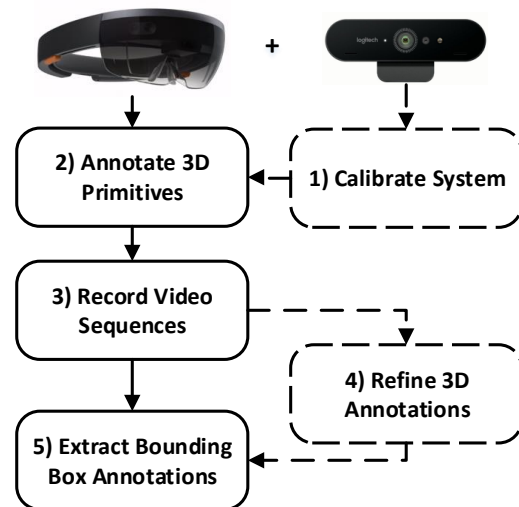 +
logitech
2) Annotate 3D
Primitives
1) Calibrate System
3) Record Video
Sequences
4) Refine 3D
Annotations
5) Extract Bounding
Box Annotations